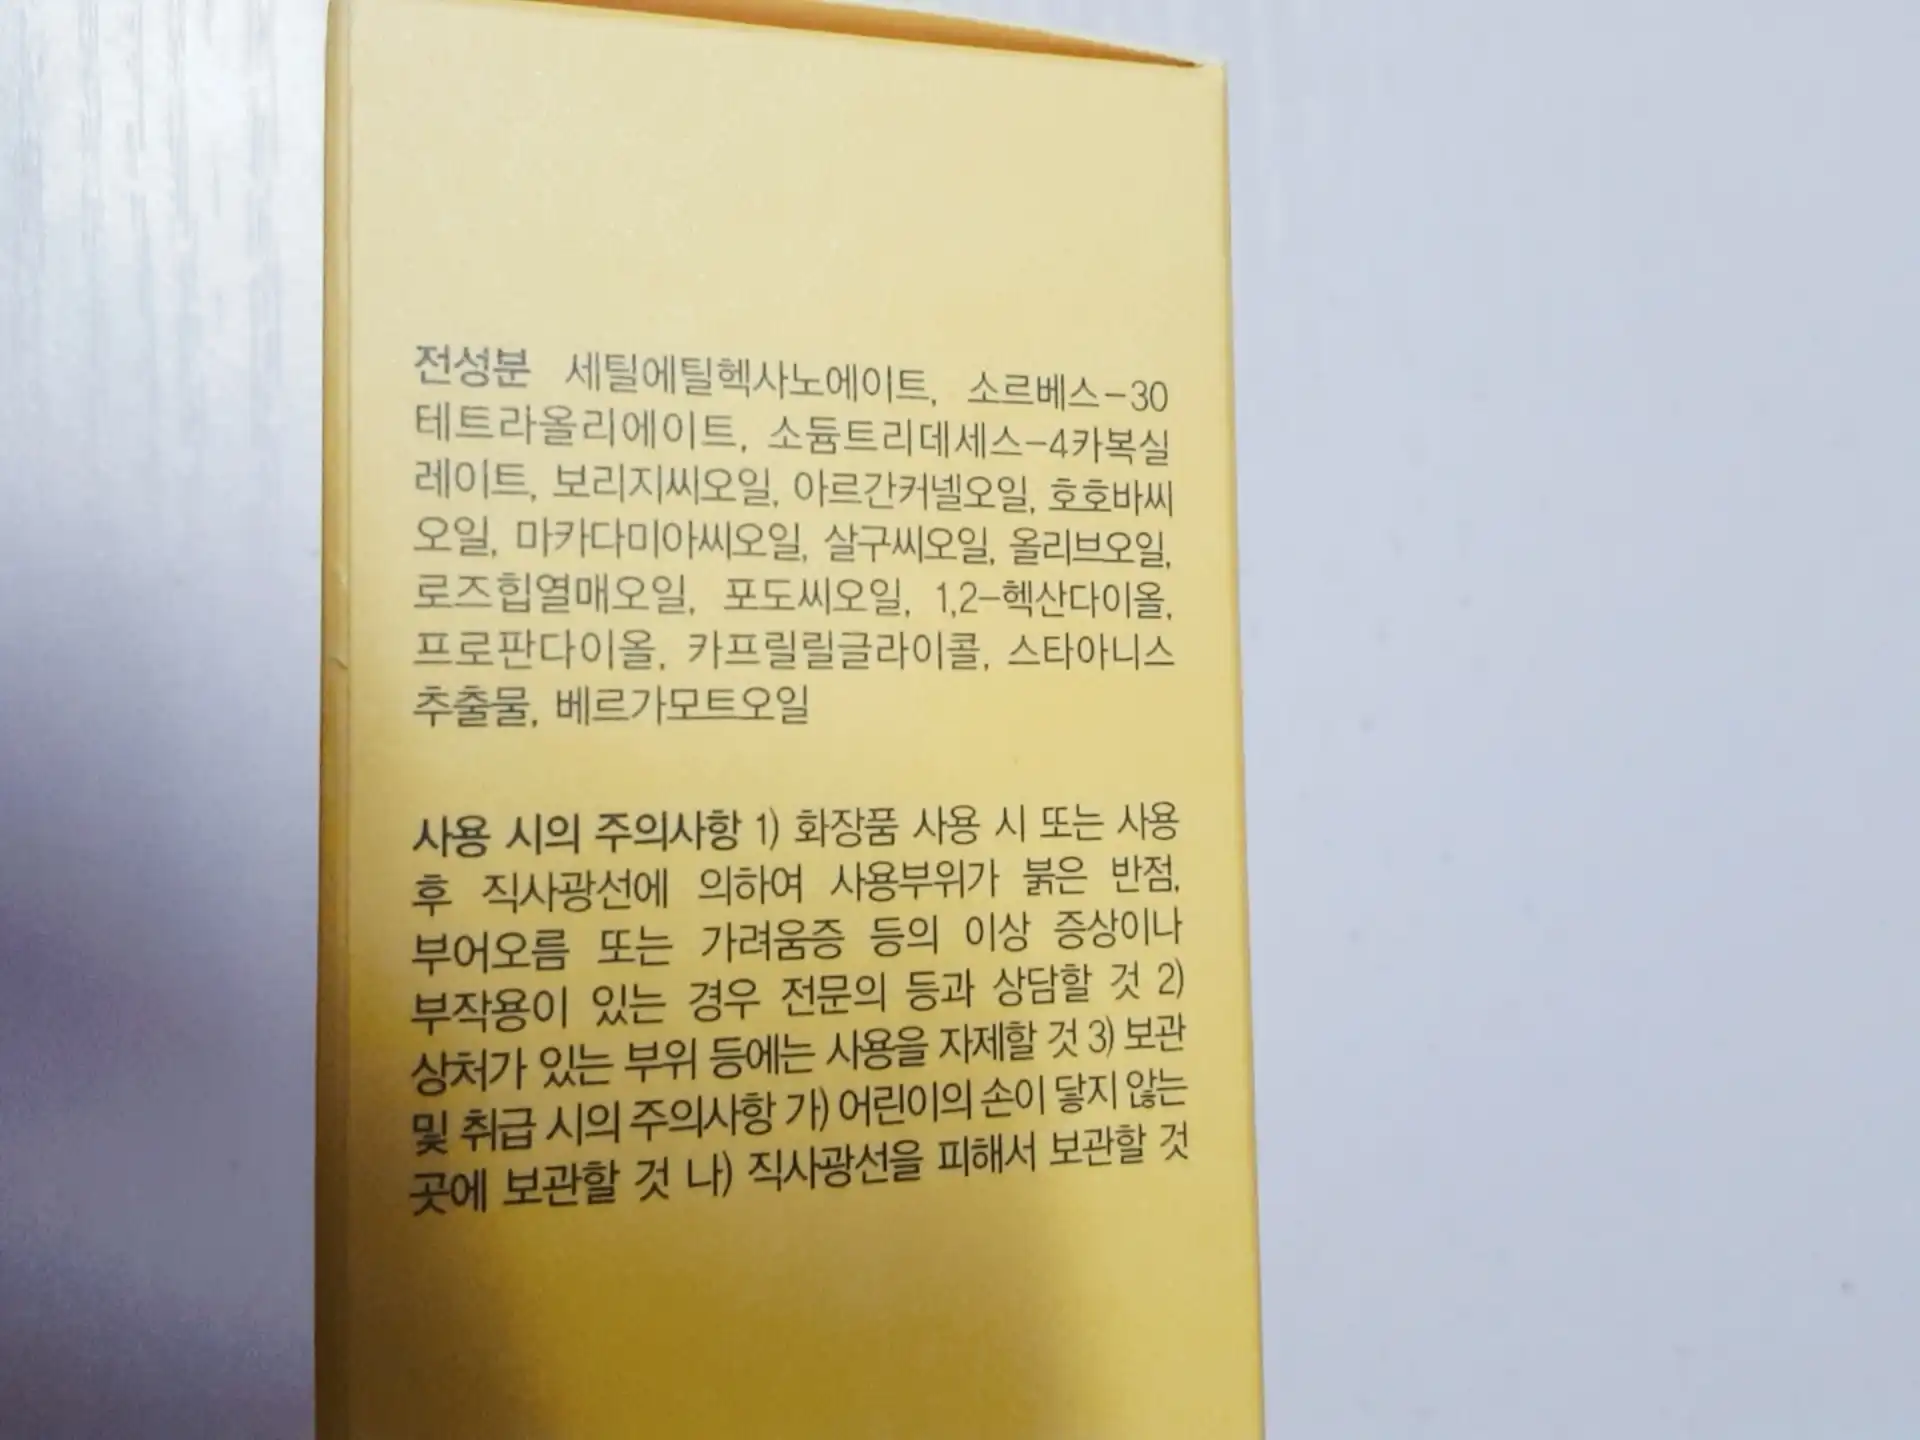 전성분 세틸에틸헥사노에이트, 소르베스-30
테트라올리에이트, 소듐트리데세스-4카복실
레이트, 보리지씨오일, 아르간커넬오일, 호호바씨
오일, 마카다미아씨오일, 살구씨오일, 올리브오일,
로즈힙열매오일, 포도씨오일, 1,2-헥산다이올,
프로판다이올, 카프릴릴글라이콜, 스타아니스
추출물, 베르가모트오일
사용 시의 주의사항 1) 화장품 사용 시 또는 사용
후 직사광선에 의하여 사용부위가 붉은 반점,
부어오름 또는 가려움증 등의 이상 증상이나
부작용이 있는 경우 전문의 등과 상담할 것 2)
상처가 있는 부위 등에는 사용을 자제할 것 3) 보관
및 취급 시의 주의사항 가) 어린이의 손이 닿지 않는
곳에 보관할 것 나) 직사광선을 피해서 보관할 것